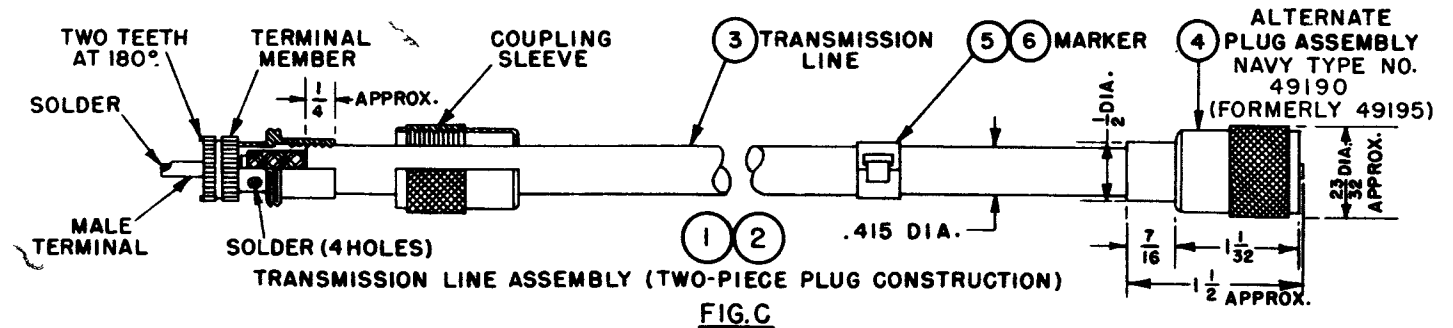 TWO TEETH
AT 180°.
TERMINAL
MEMBER
COUPLING
SLEEVE
3 TRANSMISSION
LINE
5 6 MARKER
4 ALTERNATE
PLUG ASSEMBLY
NAVY TYPE NO.
49190
(FORMERLY 49195)
SOLDER
1/4 APPROX.
1/2 DIA.
23/32 DIA.
APPROX.
MALE
TERMINAL
SOLDER (4 HOLES)
1 2
.415 DIA.
7/16
1 1/32
1 1/2 APPROX.
TRANSMISSION LINE ASSEMBLY (TWO-PIECE PLUG CONSTRUCTION)
FIG. C